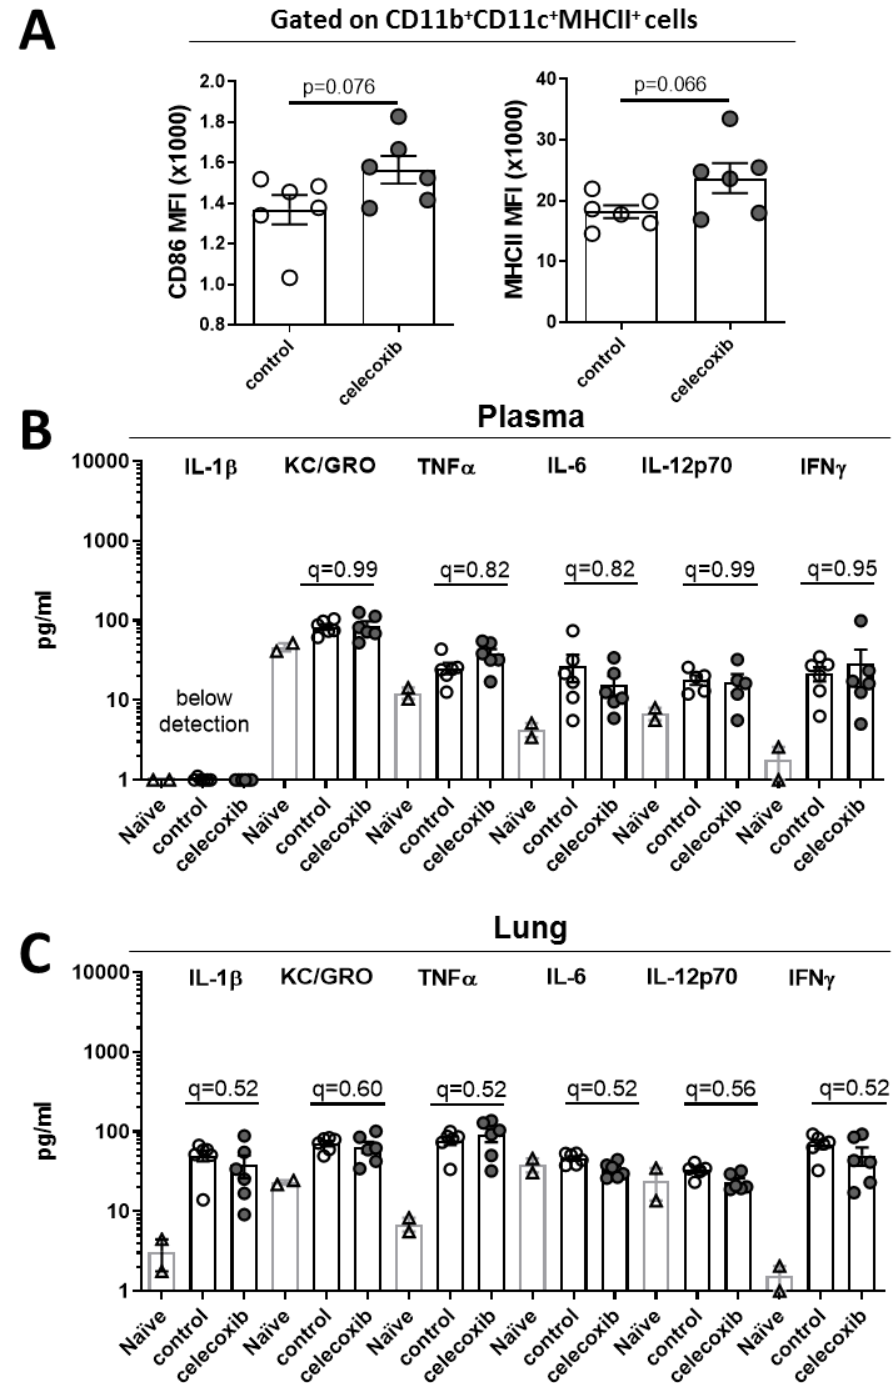 A
Gated on CD11b+CD11c+MHCII+ cells
CD86 MFI (x1000)
2.0
1.8
1.6
1.4
1.2
1.0
0.8
p=0.076
control
celecoxib
MHCII MFI (x1000)
40
30
20
10
0
p=0.066
control
celecoxib
B
Plasma
pg/ml
10000
1000
100
10
1
IL-1β KC/GRO TNFα IL-6 IL-12p70 IFNγ
q=0.99 q=0.82 q=0.82 q=0.99 q=0.95
below
detection
Naïve control celecoxib Naïve control celecoxib Naïve control celecoxib Naïve control celecoxib Naïve control celecoxib Naïve control celecoxib
C
Lung
pg/ml
10000
1000
100
10
1
IL-1β KC/GRO TNFα IL-6 IL-12p70 IFNγ
q=0.52 q=0.60 q=0.52 q=0.52 q=0.56 q=0.52
Naïve control celecoxib Naïve control celecoxib Naïve control celecoxib Naïve control celecoxib Naïve control celecoxib Naïve control celecoxib